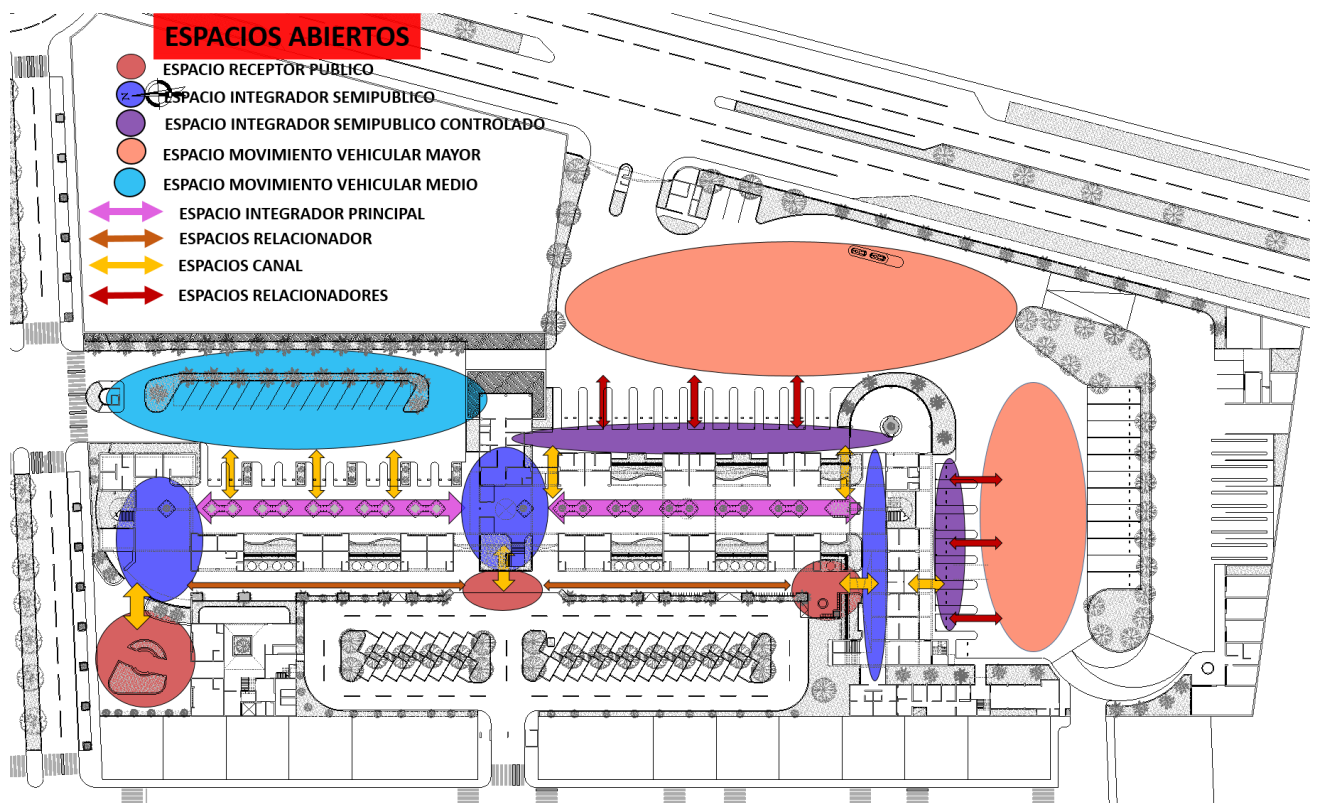 ESPACIOS ABIERTOS
ESPACIO RECEPTOR PUBLICO
N
ESPACIO INTEGRADOR SEMIPUBLICO
ESPACIO INTEGRADOR SEMIPUBLICO CONTROLADO
ESPACIO MOVIMIENTO VEHICULAR MAYOR
ESPACIO MOVIMIENTO VEHICULAR MEDIO
ESPACIO INTEGRADOR PRINCIPAL
ESPACIOS RELACIONADOR
ESPACIOS CANAL
ESPACIOS RELACIONADORES